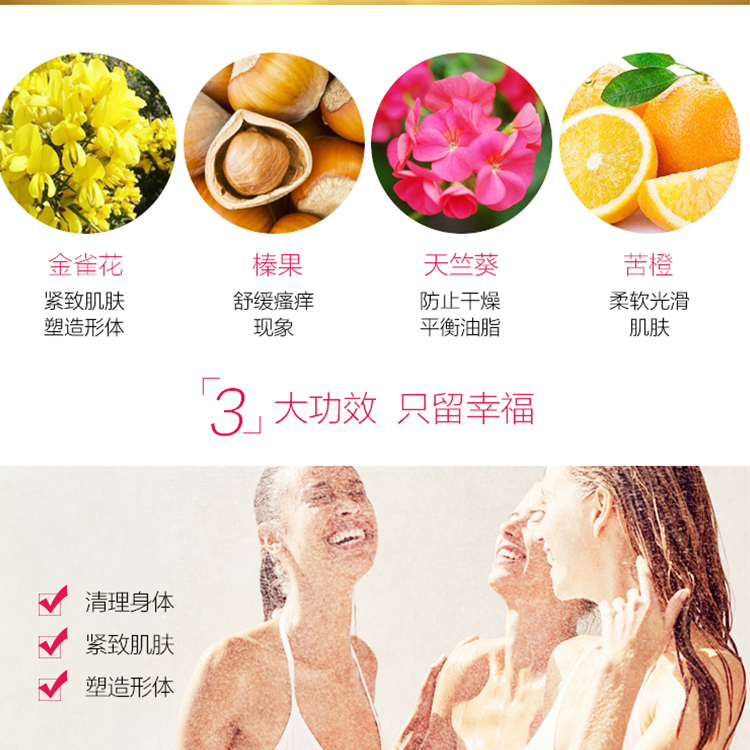 金雀花
紧致肌肤
塑造形体
榛果
舒缓瘙痒
现象
天竺葵
防止干燥
平衡油脂
苦橙
柔软光滑
肌肤
「3」大功效 只留幸福
清理身体
紧致肌肤
塑造形体